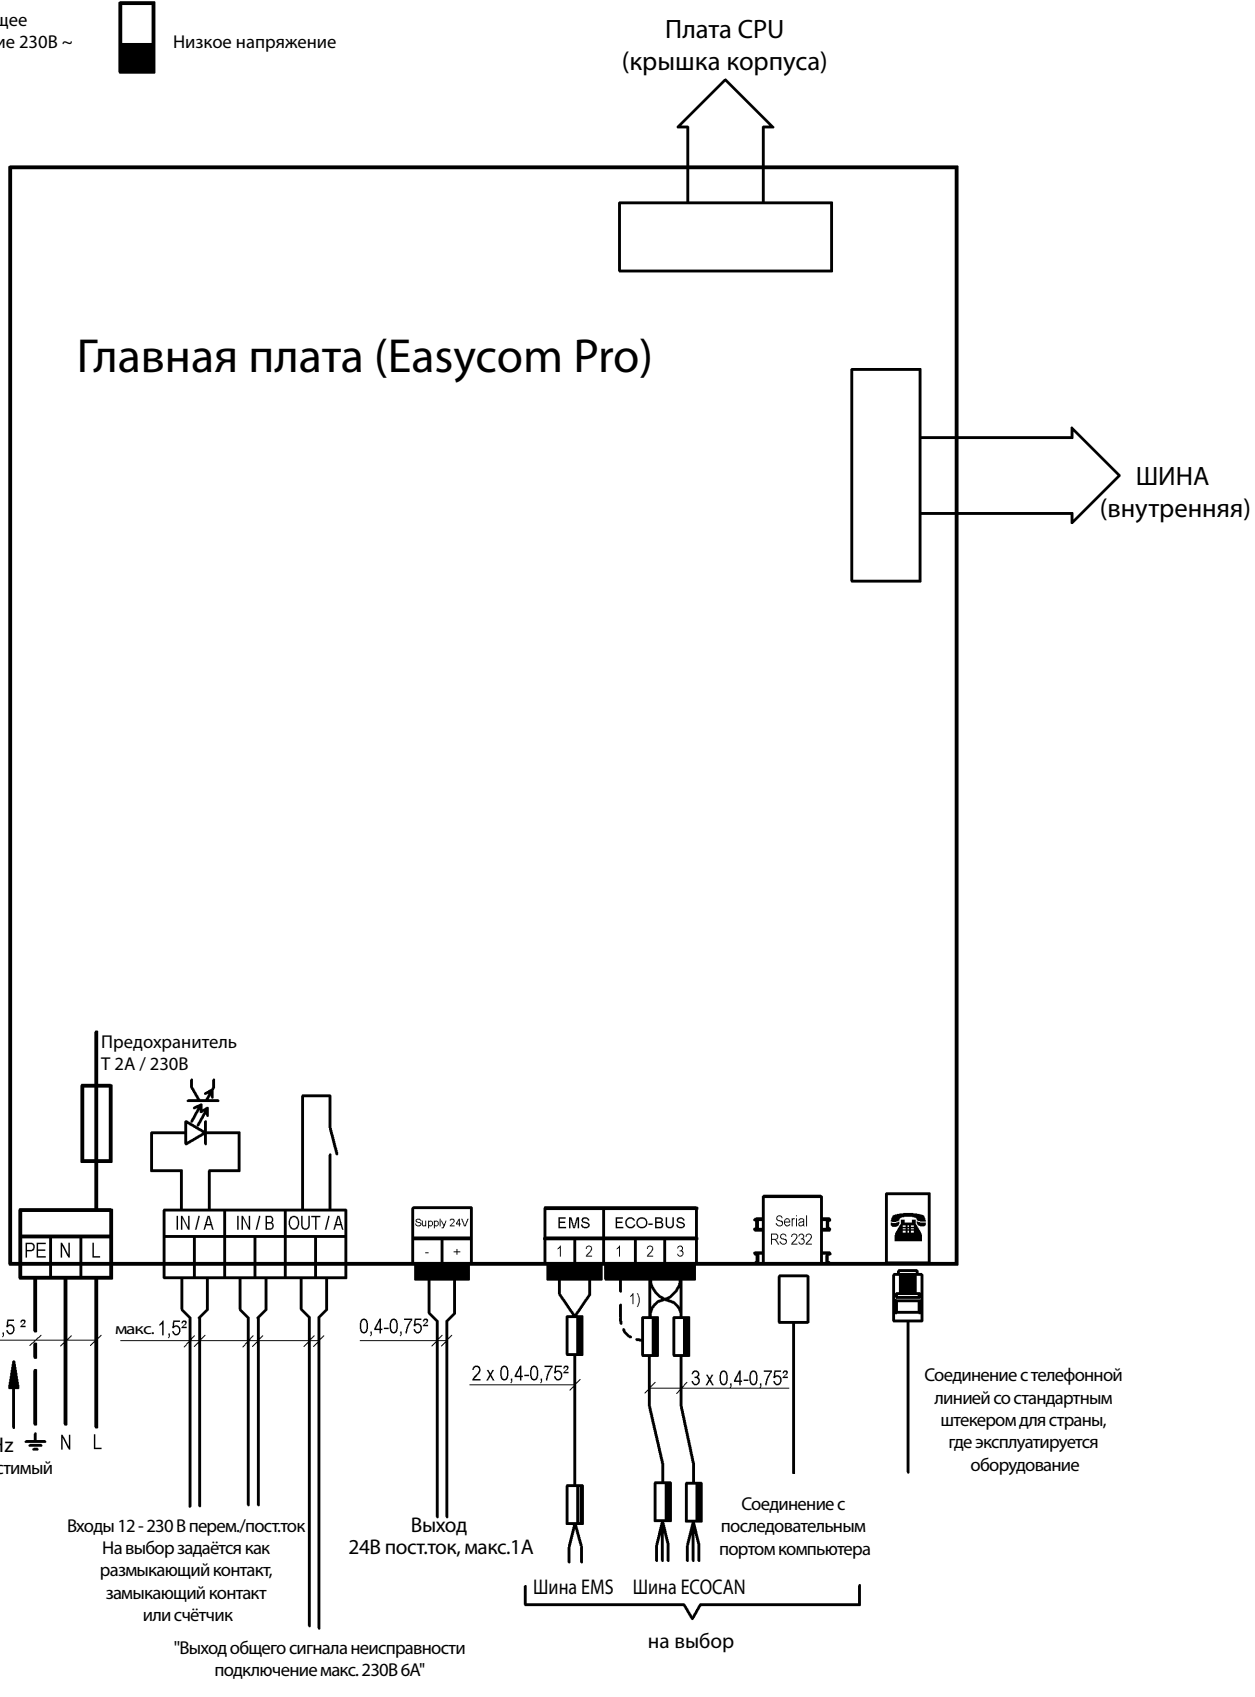 230В ~
Низкое напряжение
Плата CPU
(крышка корпуса)
Главная плата (Easycom Pro)
ШИНА
(внутренняя)
Предохранитель
T 2A / 230В
IN / A
IN / B
OUT / A
Supply 24V
EMS
ECO-BUS
Serial
RS 232
PE
N
L
-
+
1
2
1
2
3
1)
,5 ²
макс. 1,5²
0,4-0,75²
2 x 0,4-0,75²
3 x 0,4-0,75²
N
L
Соединение с телефонной
линией со стандартным
штекером для страны,
где эксплуатируется
оборудование
Входы 12 - 230 В перем./пост.ток
На выбор задаётся как
размыкающий контакт,
замыкающий контакт
или счётчик
Выход
24В пост.ток, макс.1А
Соединение с
последовательным
портом компьютера
Шина EMS
Шина ECOCAN
на выбор
"Выход общего сигнала неисправности
подключение макс. 230В 6А"